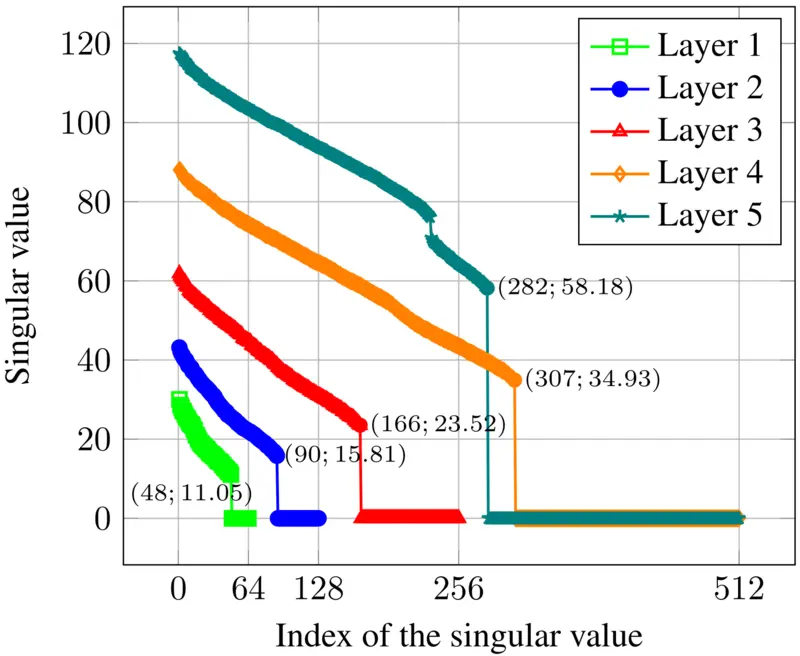 120
100
80
60
40
20
0
Singular value
Layer 1
Layer 2
Layer 3
Layer 4
Layer 5
(282; 58.18)
(307; 34.93)
(166; 23.52)
(90; 15.81)
(48; 11.05)
0 64 128 256 512
Index of the singular value